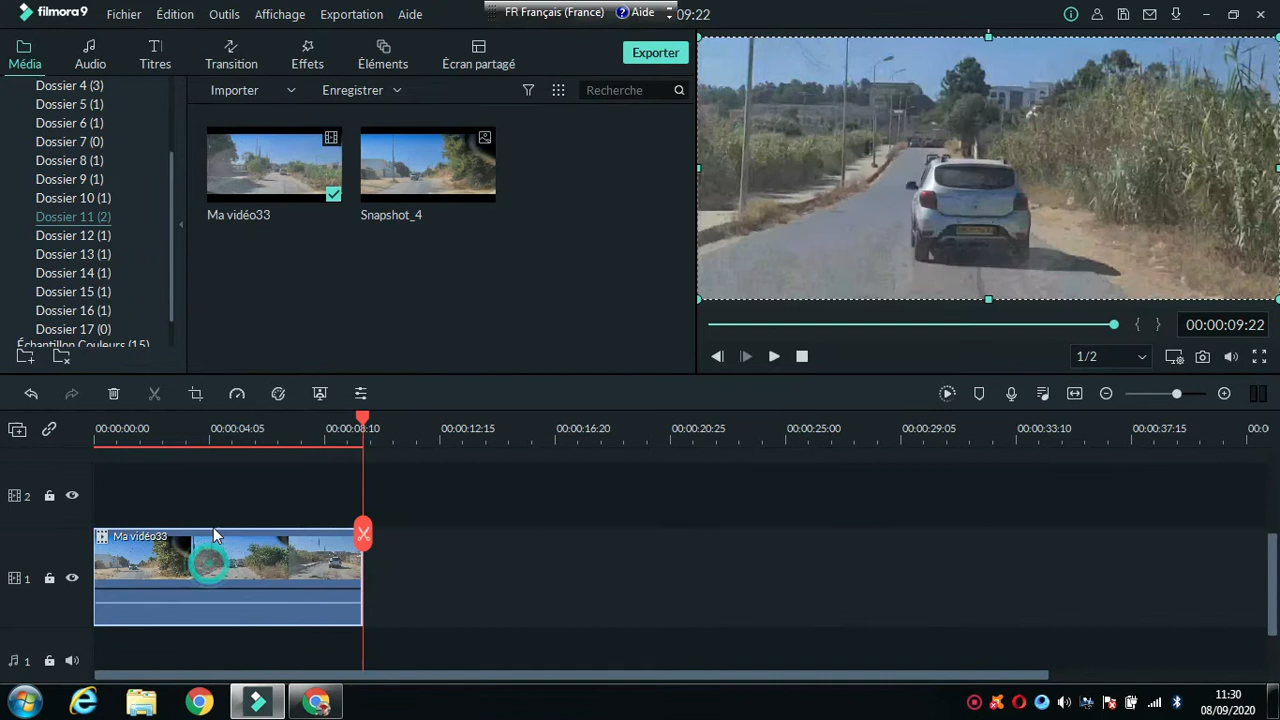 filmora9
Fichier Édition Outils Affichage Exportation Aide
FR Français (France) ? Aide
09:22
Média Audio Titres Transition Effets Éléments Écran partagé
Exporter
Dossier 4 (3)
Dossier 5 (1)
Dossier 6 (1)
Dossier 7 (0)
Dossier 8 (1)
Dossier 9 (1)
Dossier 10 (1)
Dossier 11 (2)
Dossier 12 (1)
Dossier 13 (1)
Dossier 14 (1)
Dossier 15 (1)
Dossier 16 (1)
Dossier 17 (0)
Échantillon Couleurs (15)
Importer Enregistrer Recherche
Ma vidéo33 Snapshot_4
{ } 00:00:09:22
1/2
00:00:00:00 00:00:04:05 00:00:08:10 00:00:12:15 00:00:16:20 00:00:20:25 00:00:25:00 00:00:29:05 00:00:33:10 00:00:37:15 00:0
2
Ma vidéo33
1
1
11:30
08/09/2020